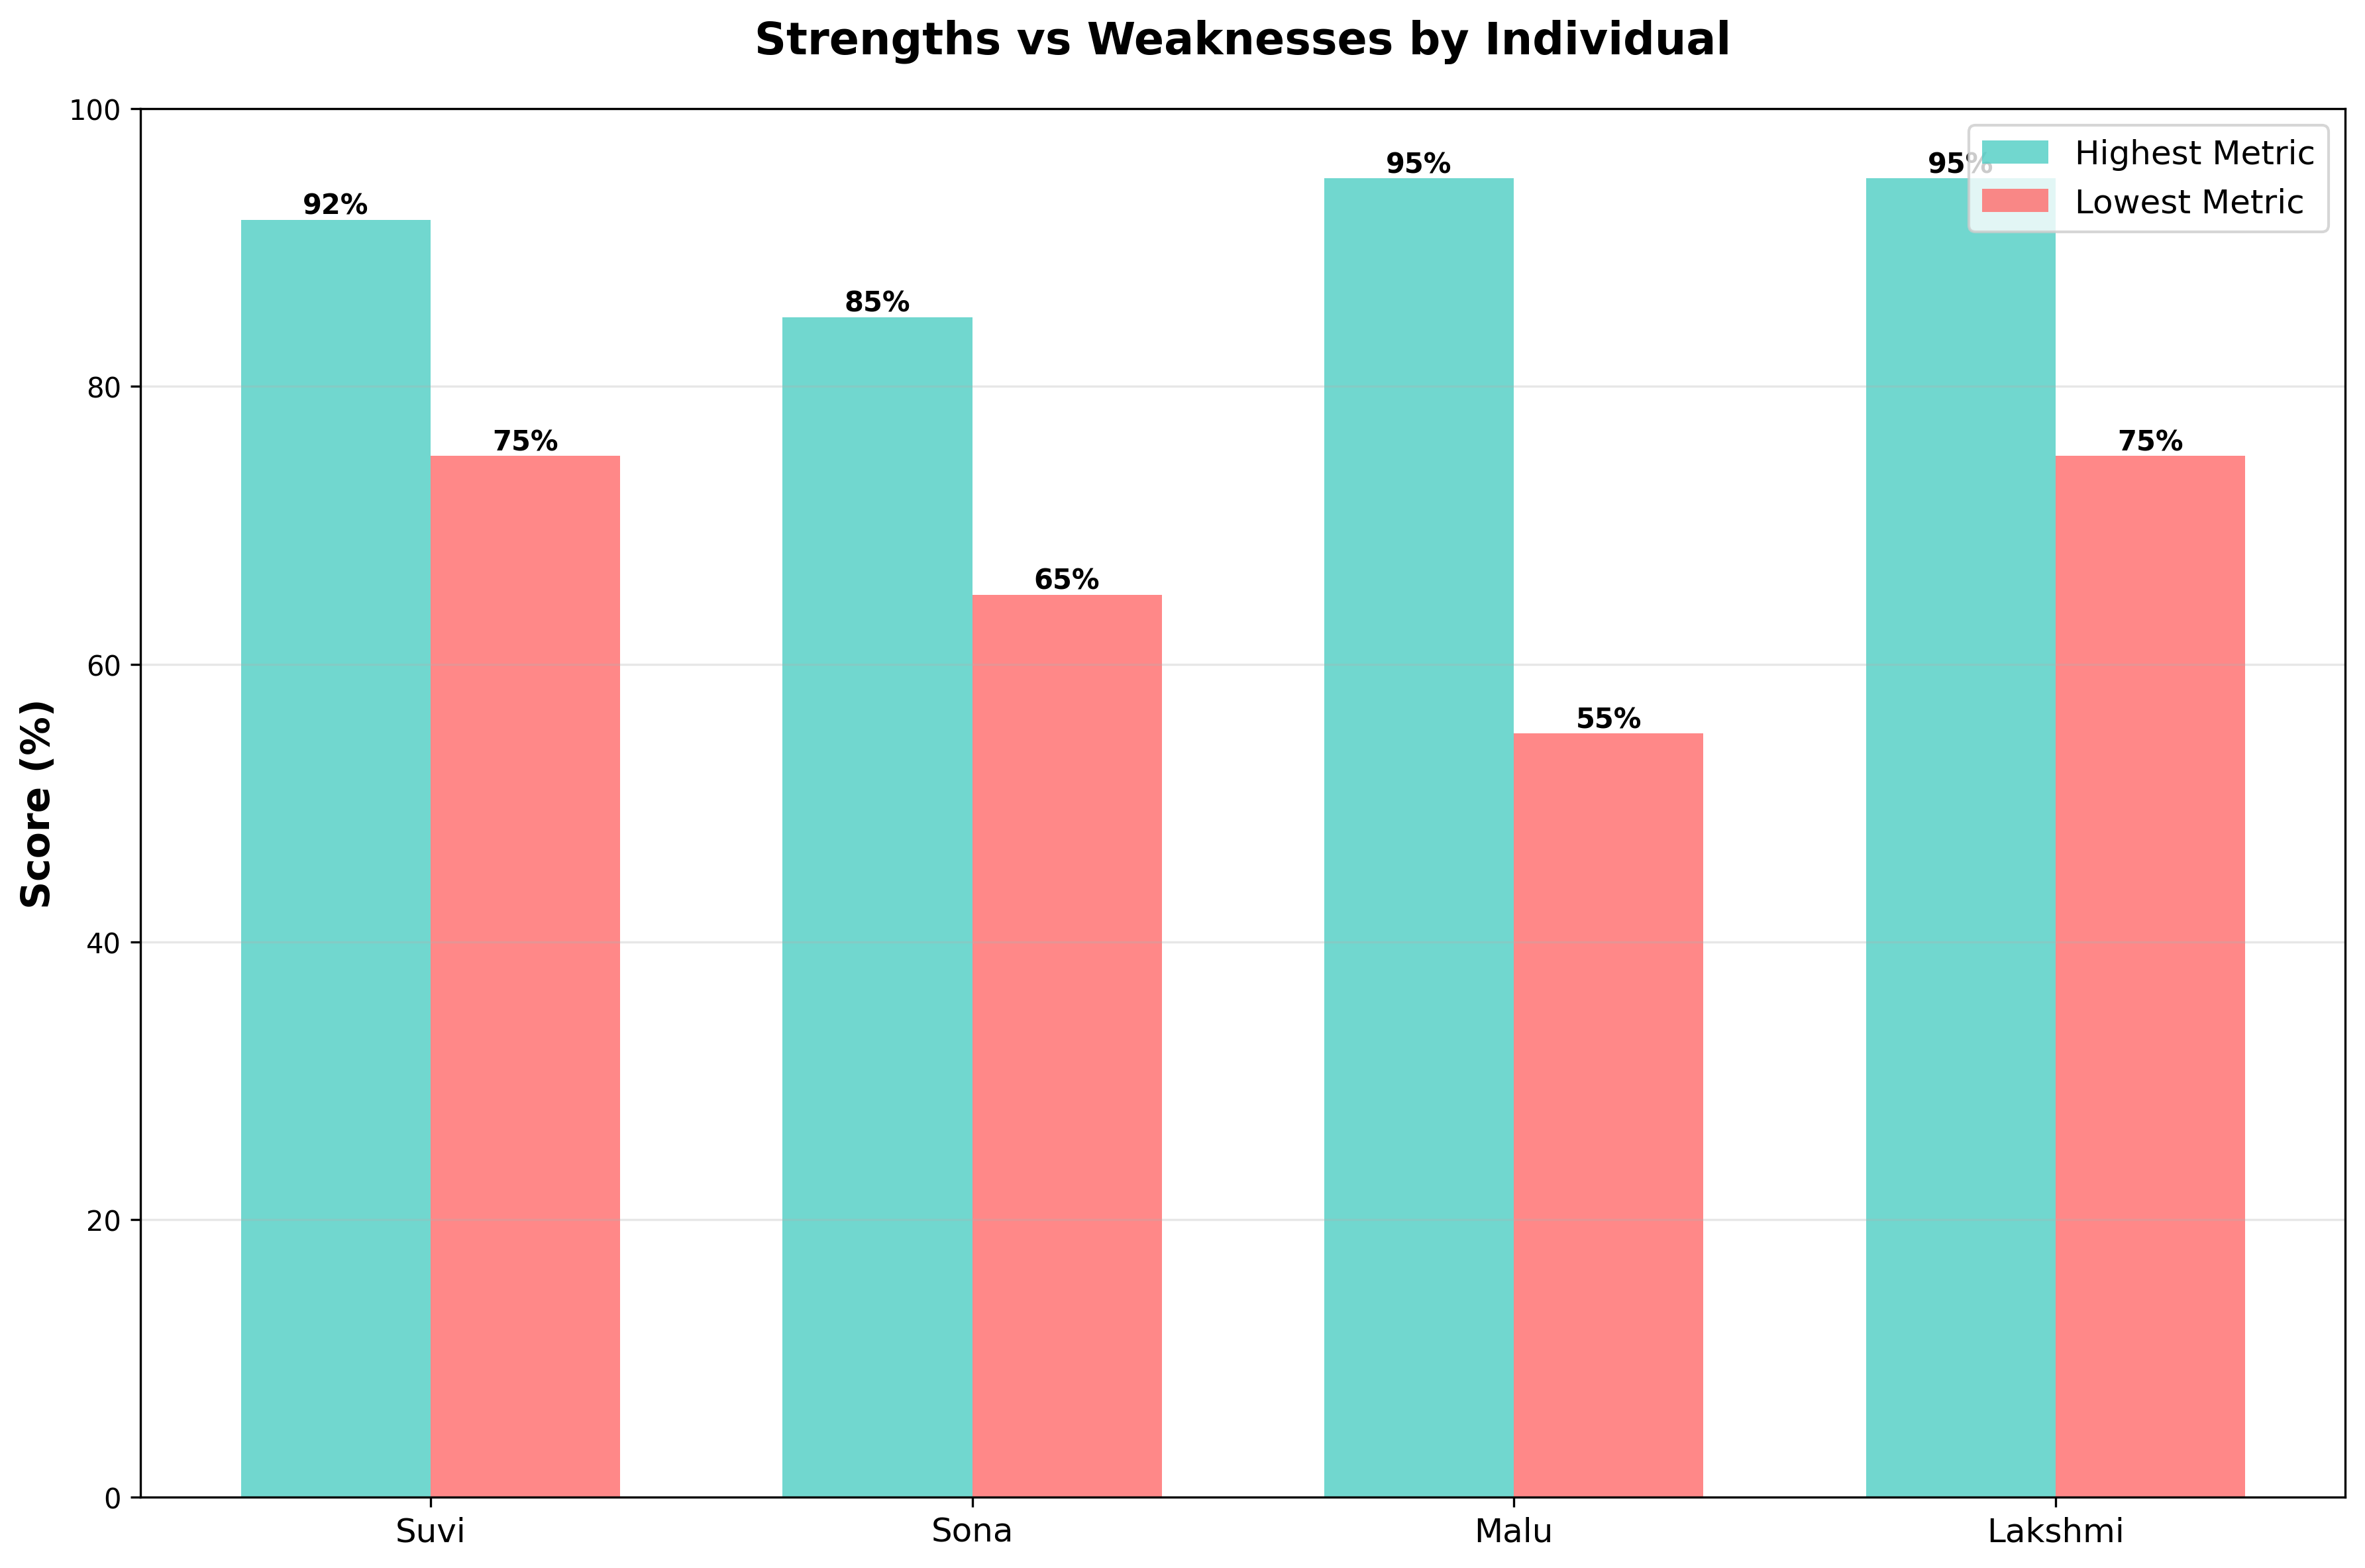 Strengths vs Weaknesses by Individual
Score (%)
100
80
60
40
20
0
92%
75%
85%
65%
95%
55%
95%
75%
Highest Metric
Lowest Metric
Suvi
Sona
Malu
Lakshmi